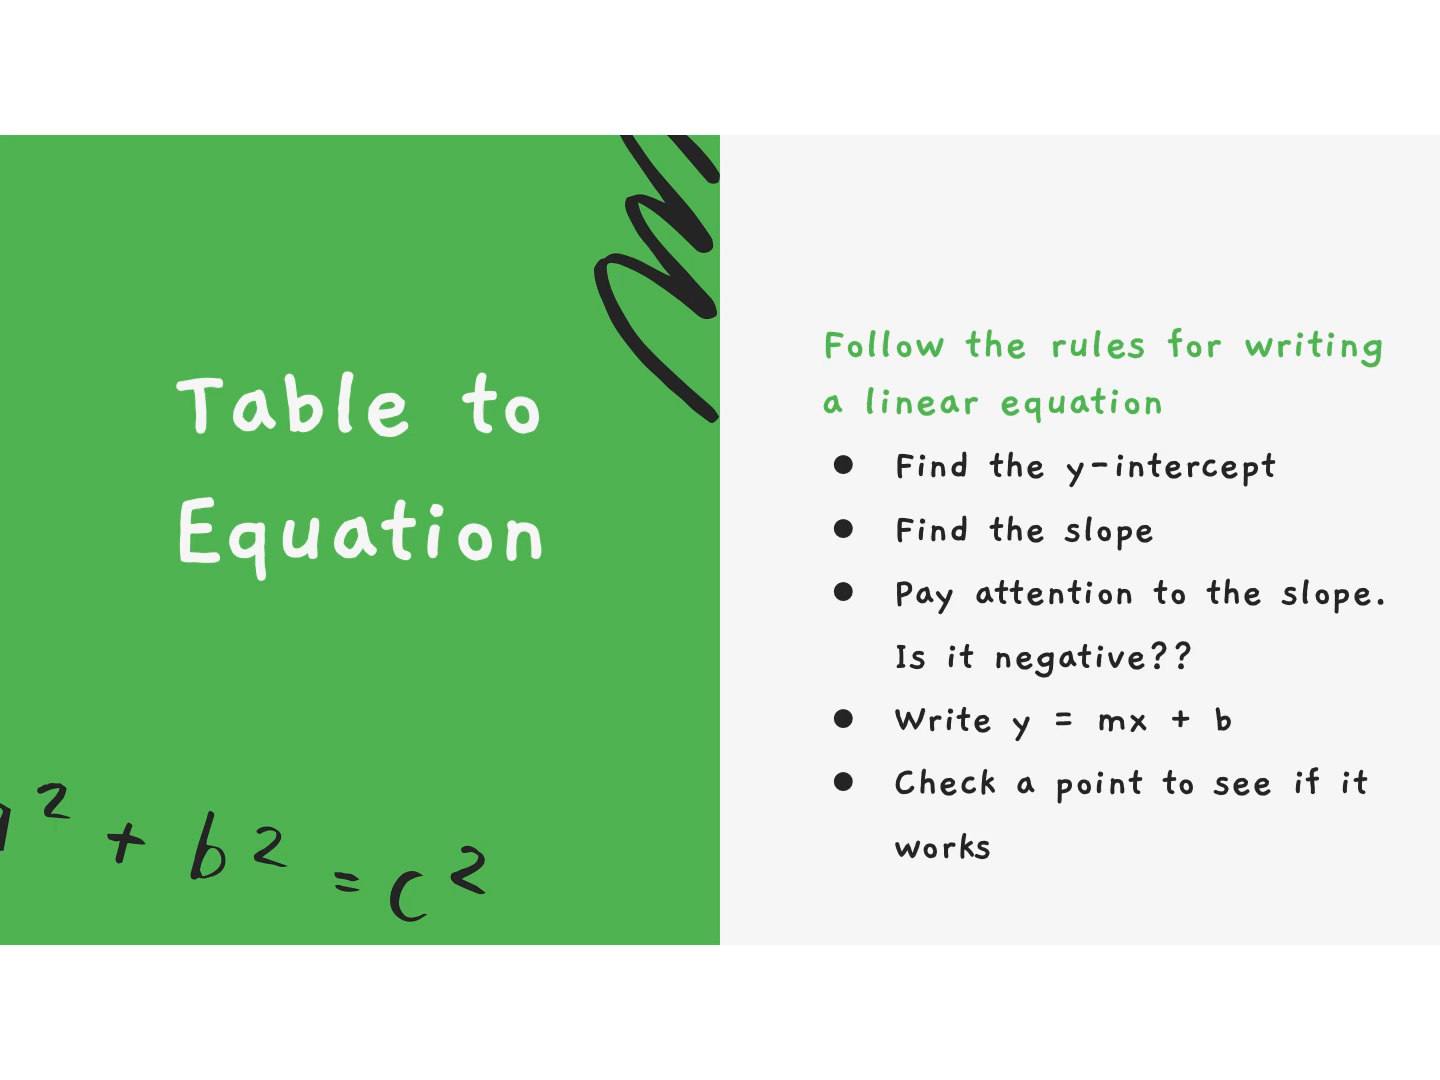 Table to
Equation
² + b² = c²
Follow the rules for writing
a linear equation
● Find the y-intercept
● Find the slope
● Pay attention to the slope.
Is it negative??
● Write y = mx + b
● Check a point to see if it
works